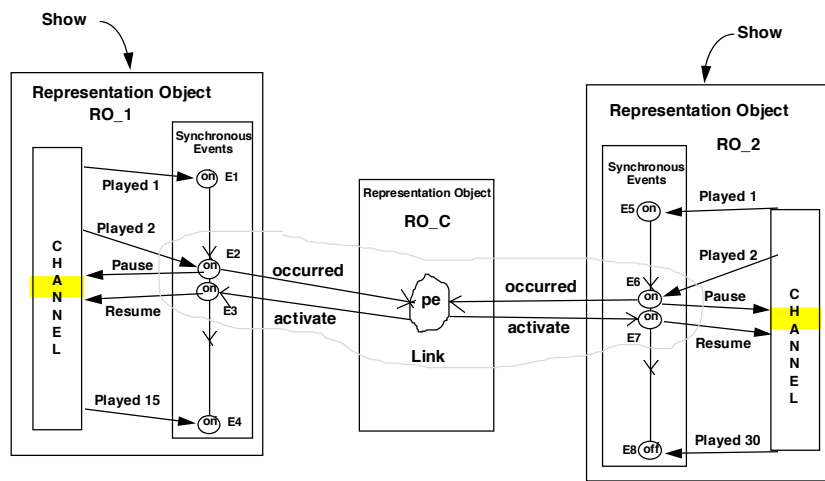 Show
Representation Object
RO_1
Synchronous
Events
CHANNEL
Played 1
on E1
Played 2
on E2
Pause
on
E3
Resume
Played 15
on E4
Representation Object
RO_C
occurred
activate
pe
occurred
activate
Link
Show
Representation Object
RO_2
Synchronous
Events
E5 on
Played 1
Played 2
E6
on
Pause
on
E7
Resume
CHANNEL
E8 off
Played 30